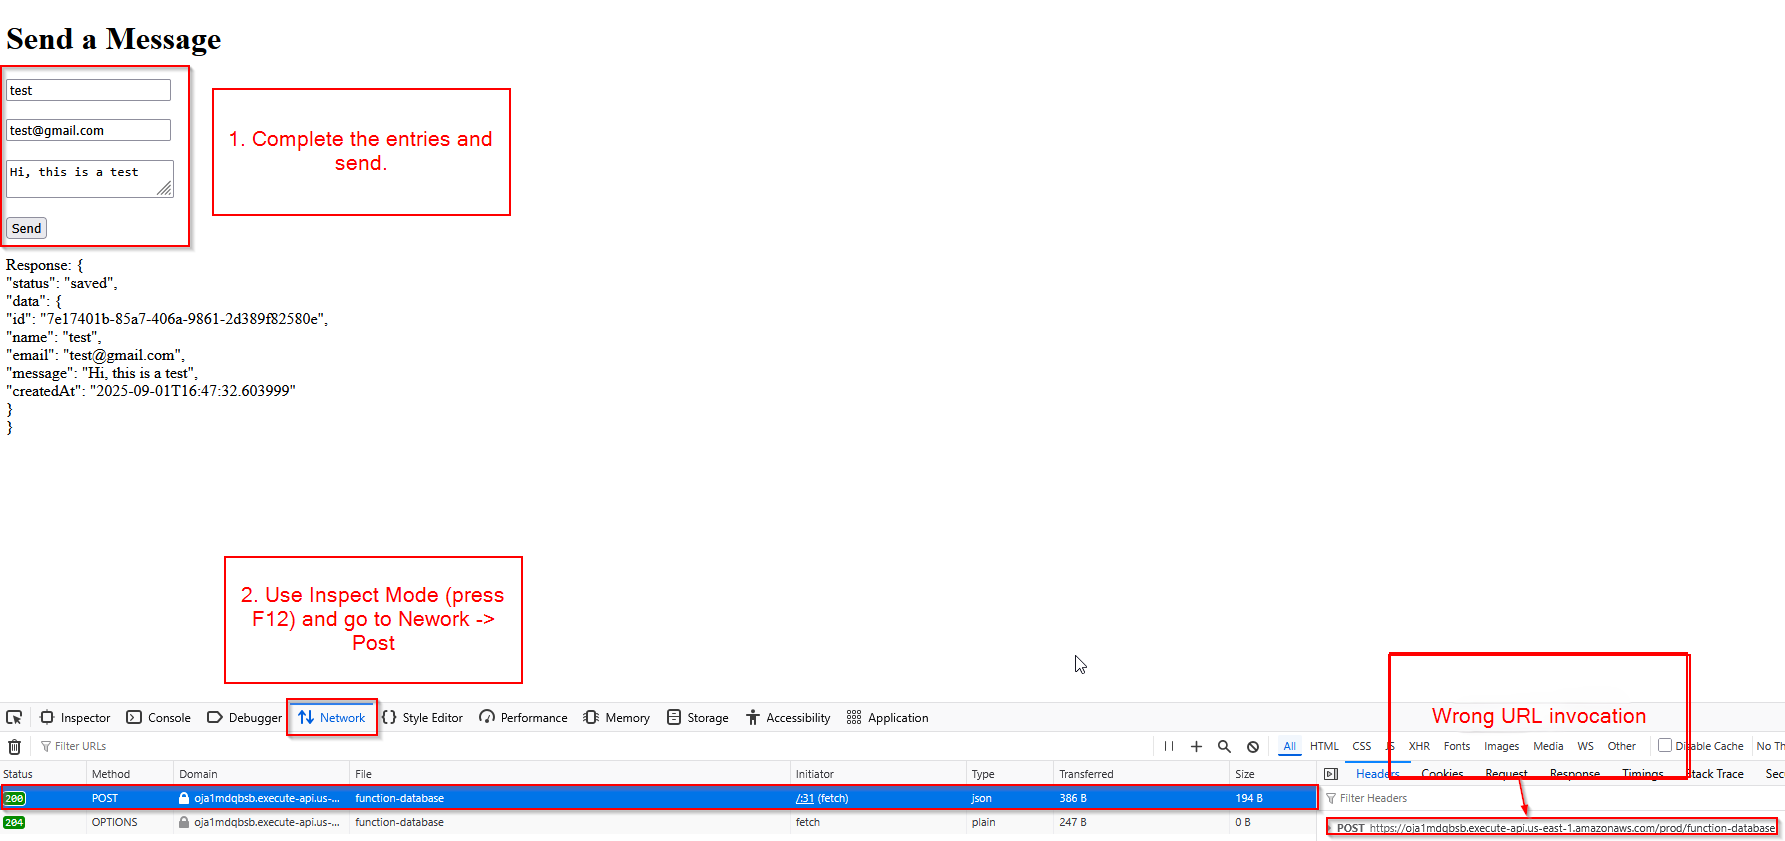 Send a Message
test
test@gmail.com
Hi, this is a test
Send
1. Complete the entries and
send.
Response: {
"status": "saved",
"data": {
"id": "7e17401b-85a7-406a-9861-2d389f82580e",
"name": "test",
"email": "test@gmail.com",
"message": "Hi, this is a test",
"createdAt": "2025-09-01T16:47:32.603999"
}
}
2. Use Inspect Mode (press
F12) and go to Nework ->
Post
Wrong URL invocation
Inspector Console Debugger Network Style Editor Performance Memory Storage Accessibility Application
Filter URLs All HTML CSS JS XHR Fonts Images Media WS Other Disable Cache No Th
Status Method Domain File Initiator Type Transferred Size Headers Cookies Request Response Timings Stack Trace Sec
200 POST oja1mdqbsb.execute-api.us-... function-database /:31 (fetch) json 386 B 194 B Filter Headers
204 OPTIONS oja1mdqbsb.execute-api.us-... function-database fetch plain 247 B 0 B
POST https://oja1mdqbsb.execute-api.us-east-1.amazonaws.com/prod/function-database